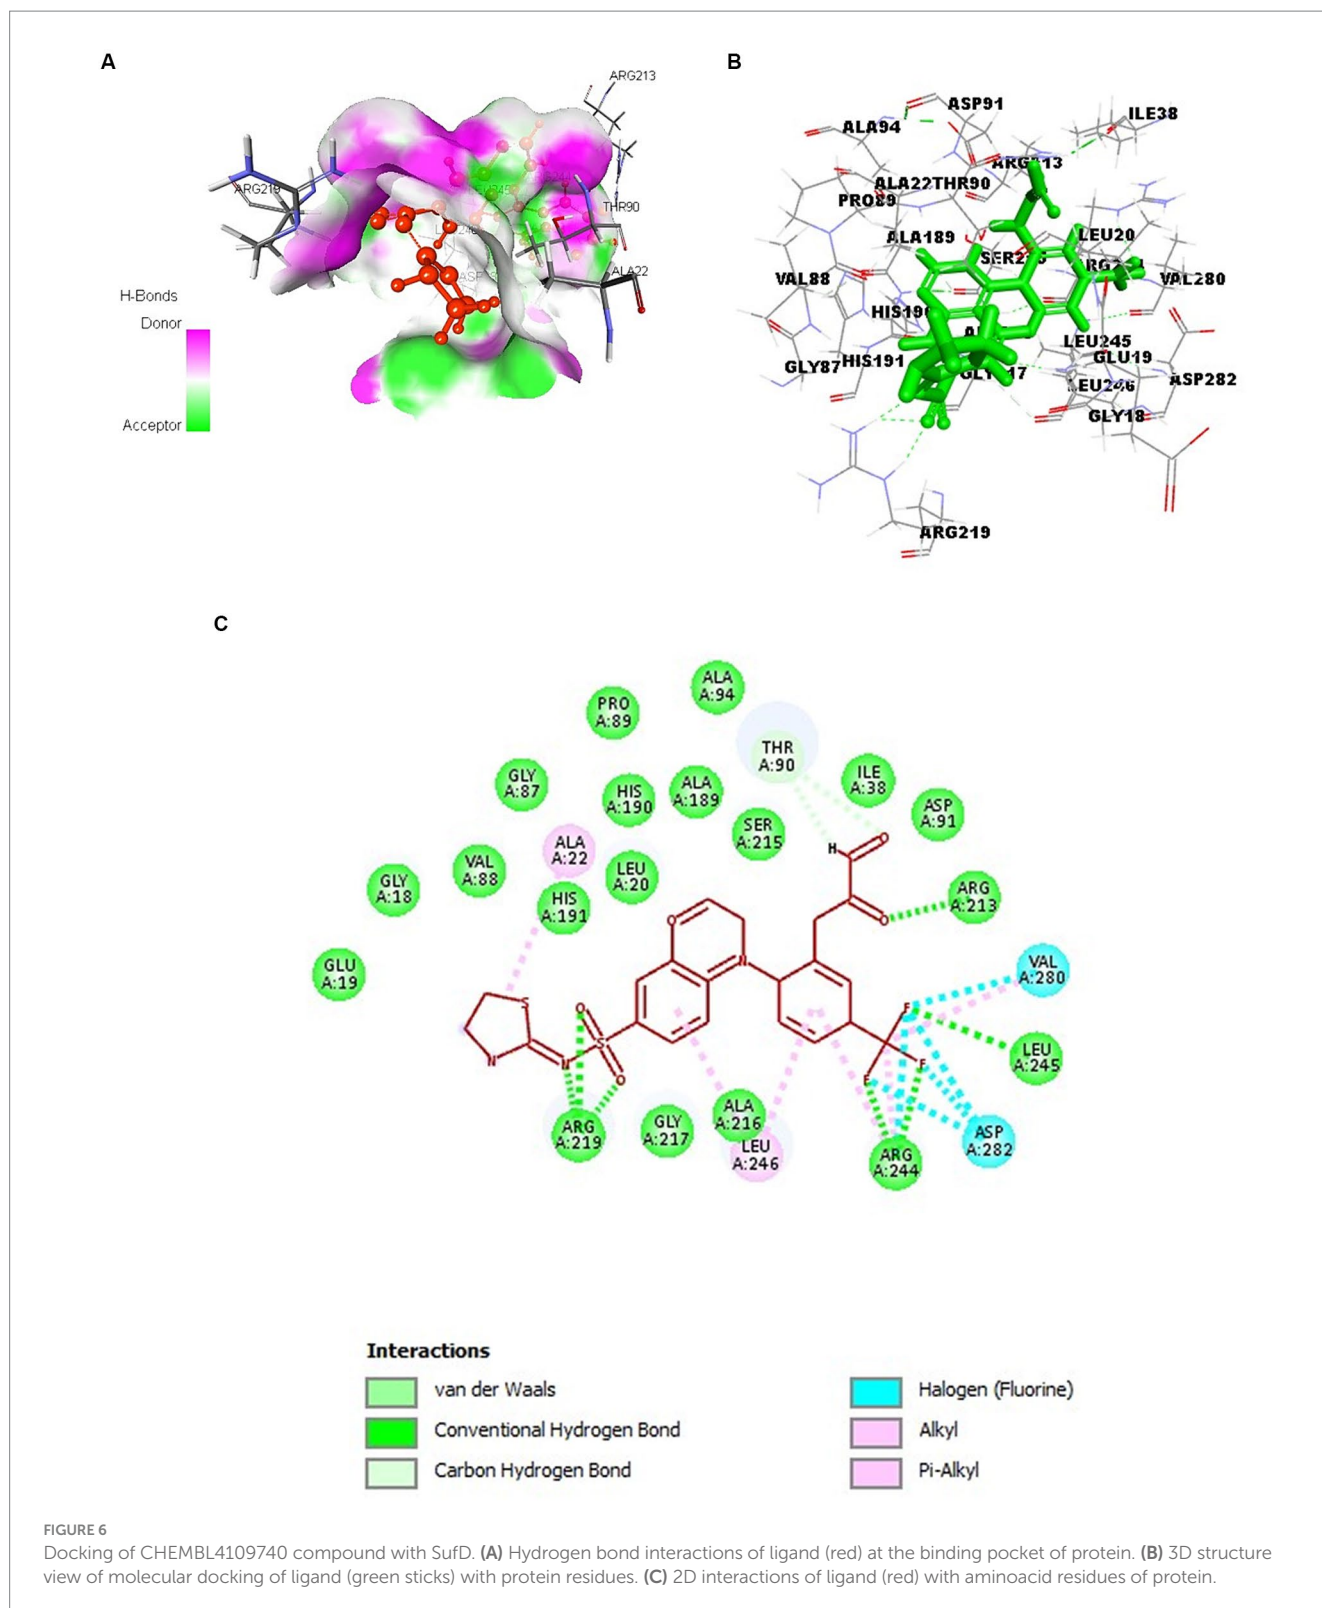 A
ARG213
ARG219
THR90
ALA22
H-Bonds
Donor
Acceptor
B
ASP91
ILE38
ALA94
ALA22 THR90
PRO89
LEU20
ALA189
VAL88
VAL280
LEU245
GLU19
GLY87
HIS191
ASP282
GLY18
ARG219
C
ALA
A:94
PRO
A:89
THR
A:90
ILE
A:38
GLY
A:87
HIS
A:190
ALA
A:189
ASP
A:91
SER
A:215
ALA
A:22
VAL
A:88
LEU
A:20
H
O
GLY
A:18
HIS
A:191
ARG
A:213
O
O
GLU
A:19
N
VAL
A:280
S
O
F
S
LEU
A:245
N
N
F
F
O
ARG
A:219
GLY
A:217
ALA
A:216
LEU
A:246
ARG
A:244
ASP
A:282
Interactions
van der Waals
Conventional Hydrogen Bond
Carbon Hydrogen Bond
Halogen (Fluorine)
Alkyl
Pi-Alkyl
FIGURE 6
Docking of CHEMBL4109740 compound with SufD. (A) Hydrogen bond interactions of ligand (red) at the binding pocket of protein. (B) 3D structure
view of molecular docking of ligand (green sticks) with protein residues. (C) 2D interactions of ligand (red) with aminoacid residues of protein.